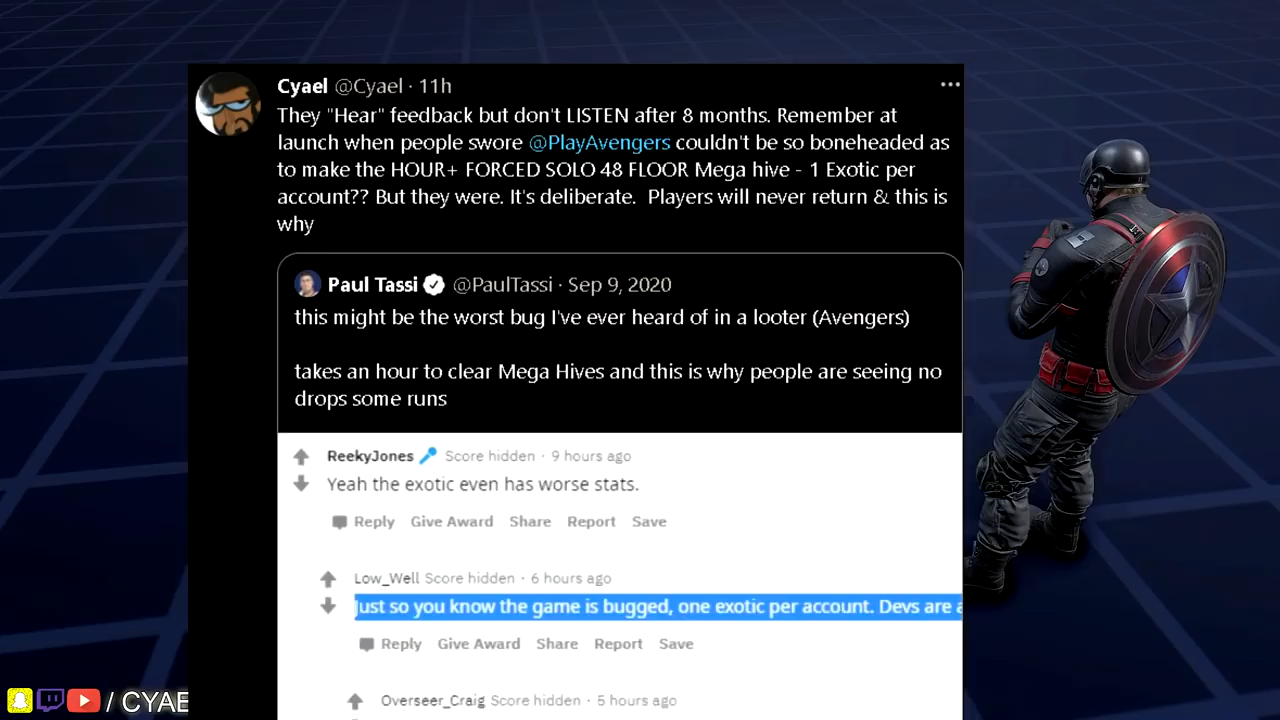 Cyael @Cyael · 11h
They "Hear" feedback but don't LISTEN after 8 months. Remember at
launch when people swore @PlayAvengers couldn't be so boneheaded as
to make the HOUR+ FORCED SOLO 48 FLOOR Mega hive - 1 Exotic per
account?? But they were. It's deliberate. Players will never return & this is
why
Paul Tassi @PaulTassi · Sep 9, 2020
this might be the worst bug I've ever heard of in a looter (Avengers)
takes an hour to clear Mega Hives and this is why people are seeing no
drops some runs
ReekyJones Score hidden · 9 hours ago
Yeah the exotic even has worse stats.
Reply Give Award Share Report Save
Low_Well Score hidden · 6 hours ago
Just so you know the game is bugged, one exotic per account. Devs are a
Reply Give Award Share Report Save
Overseer_Craig Score hidden · 5 hours ago
/ CYAE